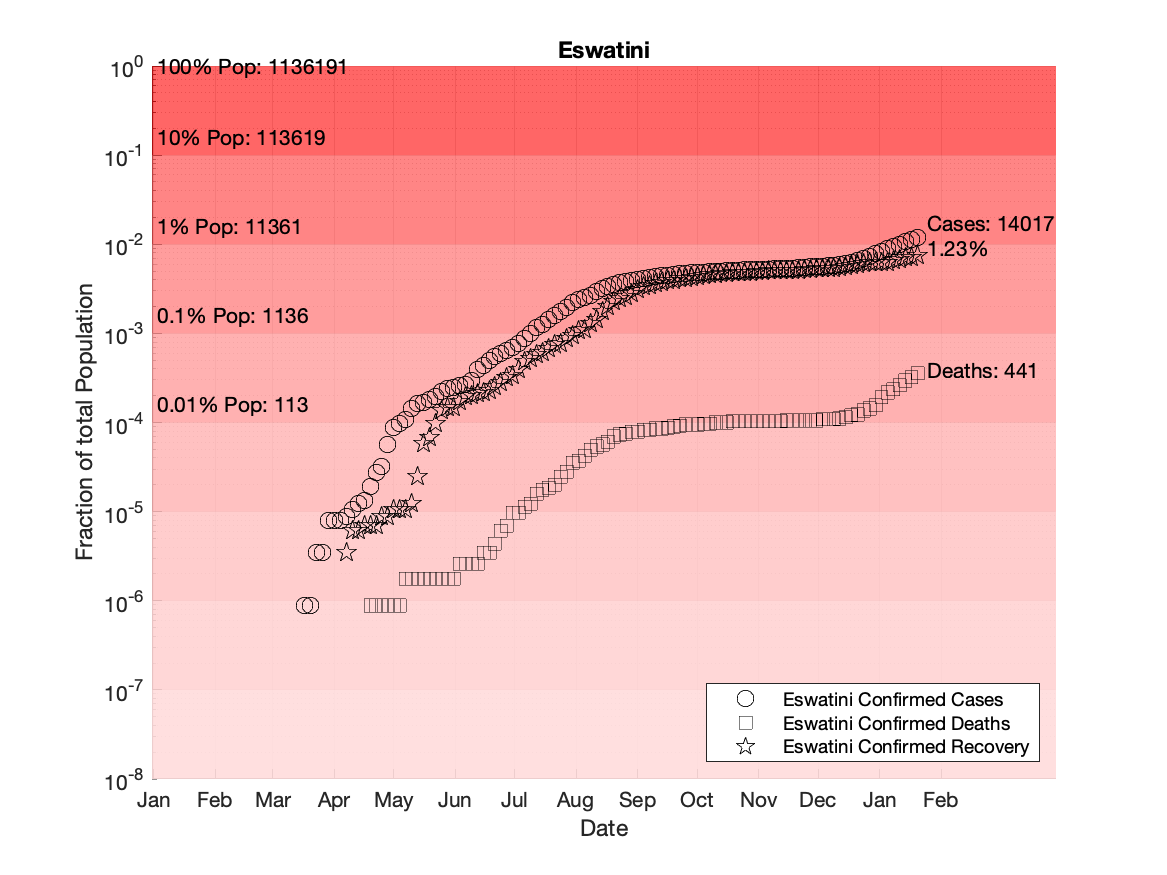 Eswatini
10^0
100% Pop: 1136191
10% Pop: 113619
10^-1
1% Pop: 11361
Cases: 14017
10^-2
1.23%
0.1% Pop: 1136
10^-3
Deaths: 441
0.01% Pop: 113
10^-4
10^-5
10^-6
10^-7
10^-8
Fraction of total Population
Eswatini Confirmed Cases
Eswatini Confirmed Deaths
Eswatini Confirmed Recovery
Jan Feb Mar Apr May Jun Jul Aug Sep Oct Nov Dec Jan Feb
Date